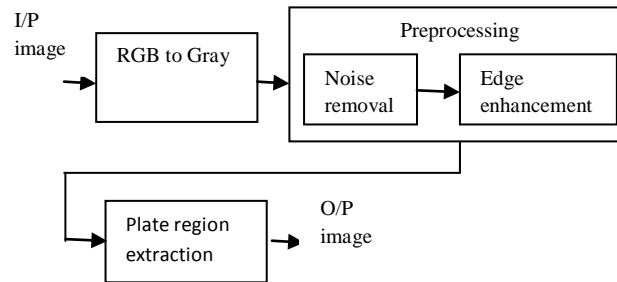 I/P
image
RGB to Gray
Preprocessing
Noise
removal
Edge
enhancement
Plate region
extraction
O/P
image